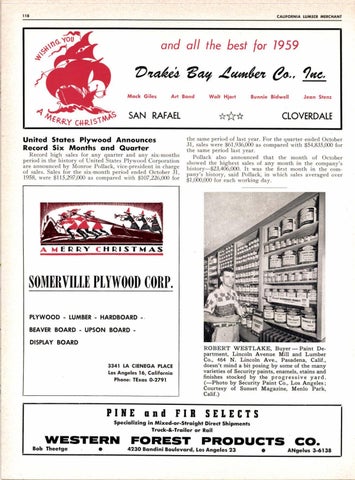 118
CALIFORNIA LUMBER MERCHANT
WISHING YOU
A MERRY CHRISTMAS
and all the best for 1959
Drake's Bay Lumber Co., Inc.
Mack Giles Art Bond Walt Hjort Bunnie Bidwell Jean Stans
SAN RAFAEL ☆☆☆ CLOVERDALE
United States Plywood Announces
Record Six Months and Quarter
Record high sales for any quarter and any six-months
period in the history of United States Plywood Corporation
are announced by Monroe Pollack, vice-president in charge
of sales. Sales for the six-month period ended October 31,
1958, were $115,297,000 as compared with $107,226,000 for
the same period of last year. For the quarter ended October
31, sales were $61,936,000 as compared with $54,835,000 for
the same period last year.
Pollack also announced that the month of October
showed the highest sales of any month in the company's
history—$23,406,000. It was the first month in the com-
pany's history, said Pollack, in which sales averaged over
$1,000,000 for each working day.
A MERRY CHRISTMAS
SOMERVILLE PLYWOOD CORP.
PLYWOOD - LUMBER - HARDBOARD -
BEAVER BOARD - UPSON BOARD -
DISPLAY BOARD
3341 LA CIENEGA PLACE
Los Angeles 16, California
Phone: TExas 0-2791
ROBERT WESTLAKE, Buyer — Paint De-
partment, Lincoln Avenue Mill and Lumber
Co., 464 N. Lincoln Ave., Pasadena, Calif.,
doesn't mind a bit posing by some of the many
varieties of Security paints, enamels, stains and
finishes stocked by the progressive yard.
(—Photo by Security Paint Co., Los Angeles;
Courtesy of Sunset Magazine, Menlo Park,
Calif.)
PINE and FIR SELECTS
Specializing in Mixed-or-Straight Direct Shipments
Truck-&-Trailer or Rail
WESTERN FOREST PRODUCTS CO.
Bob Theetge • 4230 Bandini Boulevard, Los Angeles 23 • ANgelus 3-6138